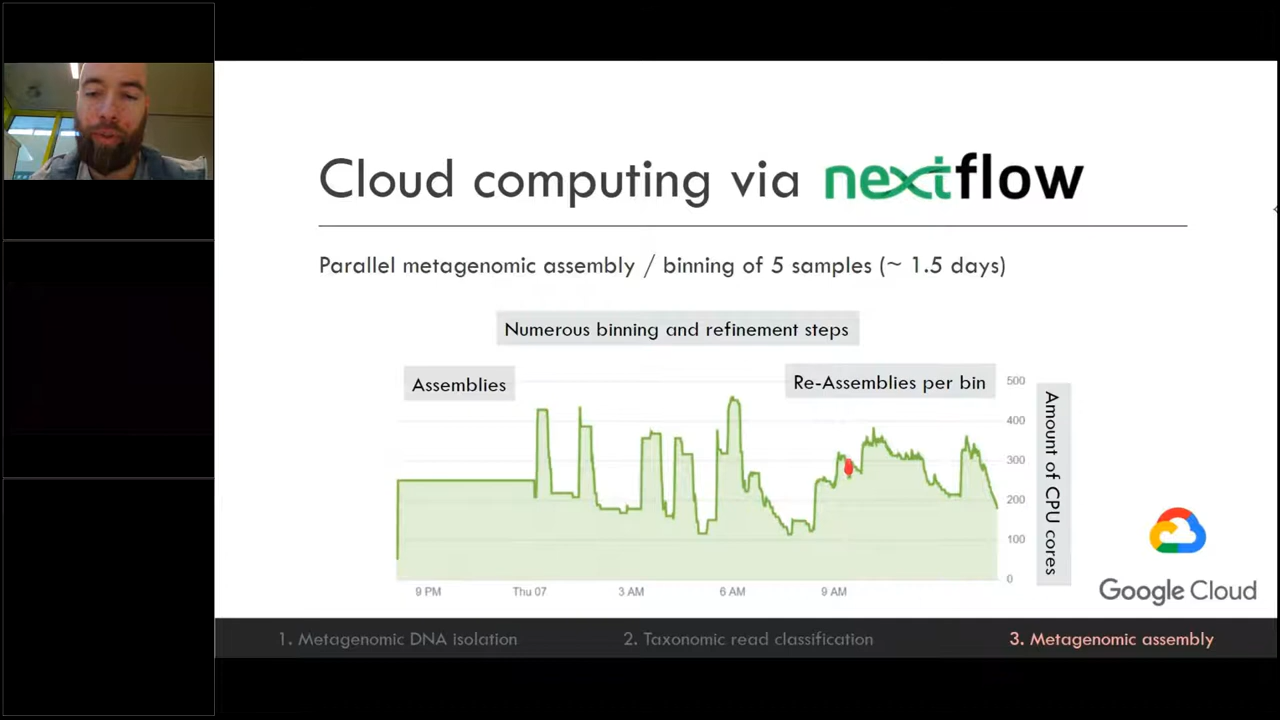 Cloud computing via nextflow
Parallel metagenomic assembly / binning of 5 samples (~ 1.5 days)
Numerous binning and refinement steps
Assemblies
Re-Assemblies per bin
500
400
300
200
100
0
Amount of CPU cores
9 PM
Thu 07
3 AM
6 AM
9 AM
Google Cloud
1. Metagenomic DNA isolation
2. Taxonomic read classification
3. Metagenomic assembly